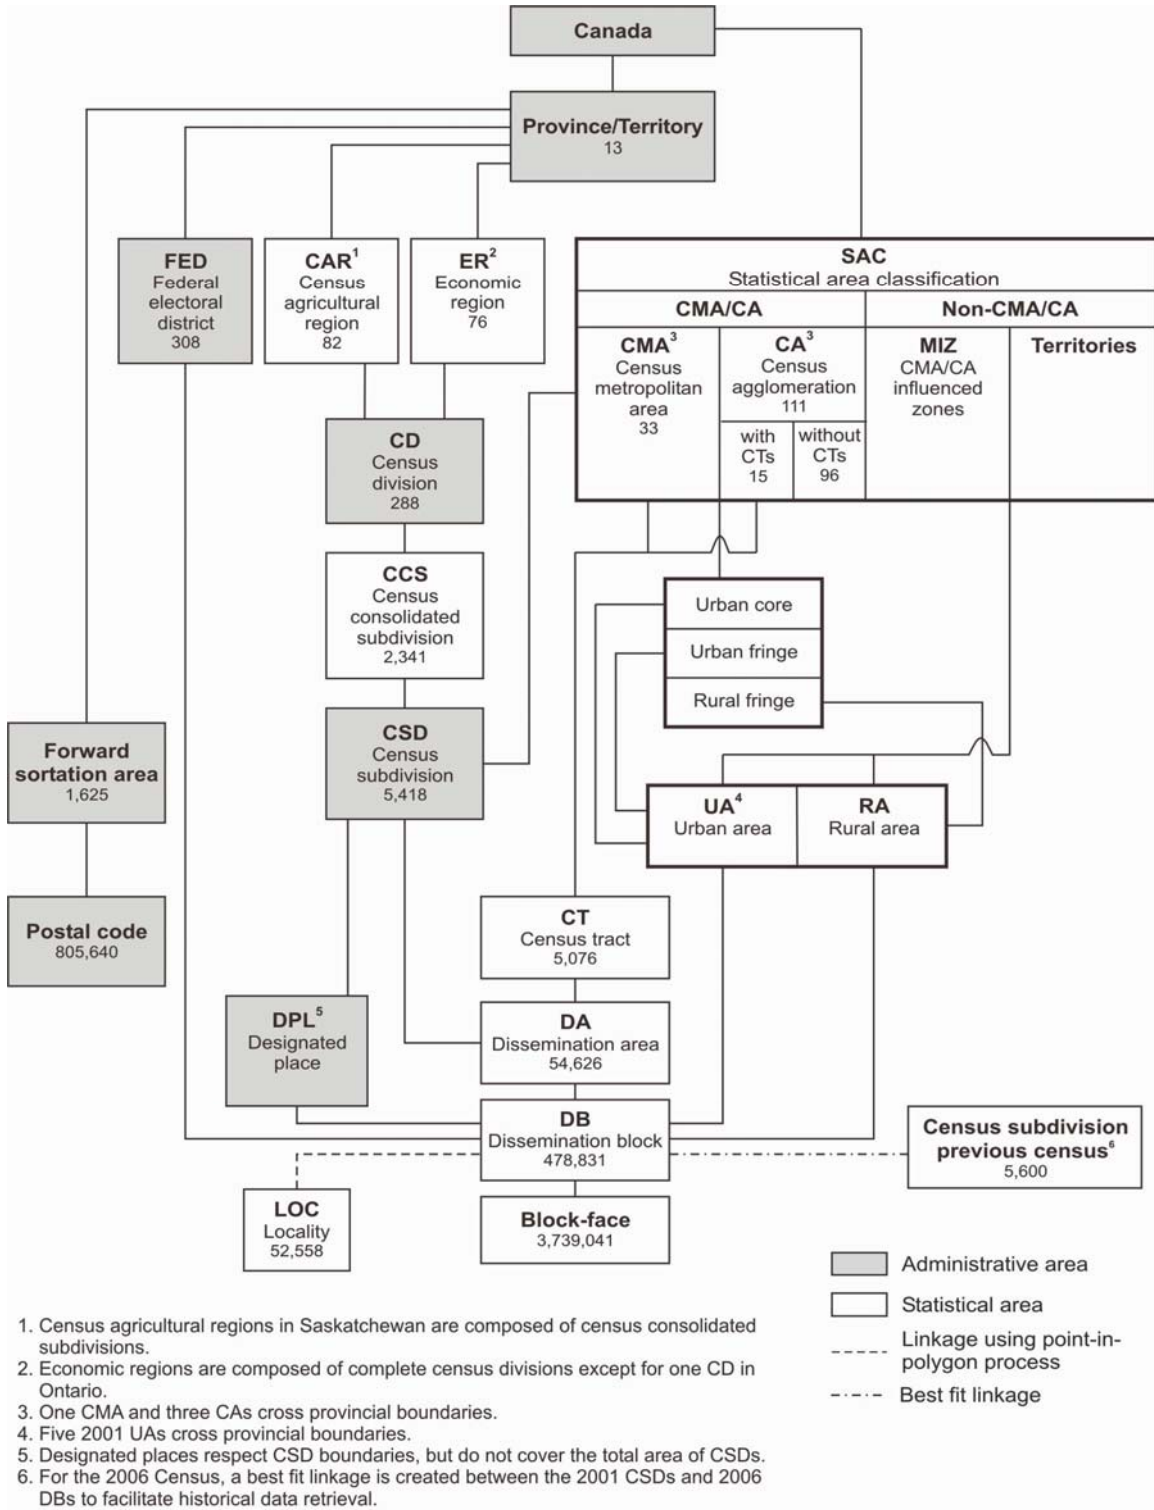 Canada
Province/Territory
13
FED
Federal
electoral
district
308
CAR1
Census
agricultural
region
82
ER2
Economic
region
76
SAC
Statistical area classification
CMA/CA
Non-CMA/CA
CMA3
Census
metropolitan
area
33
CA3
Census
agglomeration
111
with
CTs
15
without
CTs
96
MIZ
CMA/CA
influenced
zones
Territories
CD
Census
division
288
CCS
Census
consolidated
subdivision
2,341
Urban core
Urban fringe
Rural fringe
CSD
Census
subdivision
5,418
Forward
sortation area
1,625
UA4
Urban area
RA
Rural area
Postal code
805,640
CT
Census tract
5,076
DPL5
Designated
place
DA
Dissemination area
54,626
DB
Dissemination block
478,831
Census subdivision
previous census6
5,600
LOC
Locality
52,558
Block-face
3,739,041
Administrative area
Statistical area
Linkage using point-in-
polygon process
Best fit linkage
1. Census agricultural regions in Saskatchewan are composed of census consolidated
subdivisions.
2. Economic regions are composed of complete census divisions except for one CD in
Ontario.
3. One CMA and three CAs cross provincial boundaries.
4. Five 2001 UAs cross provincial boundaries.
5. Designated places respect CSD boundaries, but do not cover the total area of CSDs.
6. For the 2006 Census, a best fit linkage is created between the 2001 CSDs and 2006
DBs to facilitate historical data retrieval.